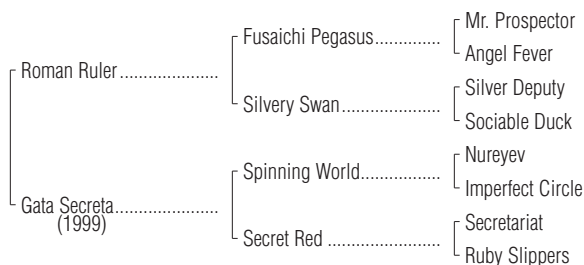 Mr. Prospector
Fusaichi Pegasus..............
Angel Fever
Roman Ruler.....................
Silver Deputy
Silvery Swan.....................
Sociable Duck
Nureyev
Spinning World.................
Imperfect Circle
Gata Secreta......................
(1999)
Secretariat
Secret Red ........................
Ruby Slippers